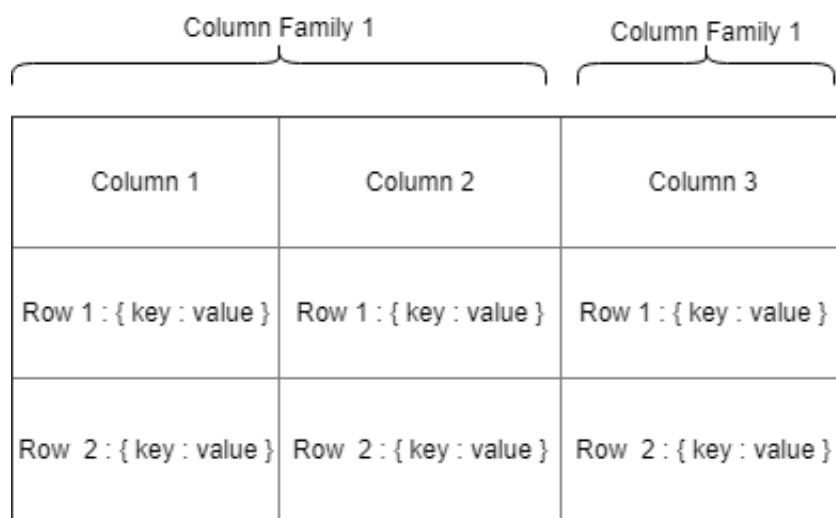 Column Family 1
Column Family 1
Column 1
Column 2
Column 3
Row 1 : { key : value }
Row 1 : { key : value }
Row 1 : { key : value }
Row  2 : { key : value }
Row  2 : { key : value }
Row  2 : { key : value }